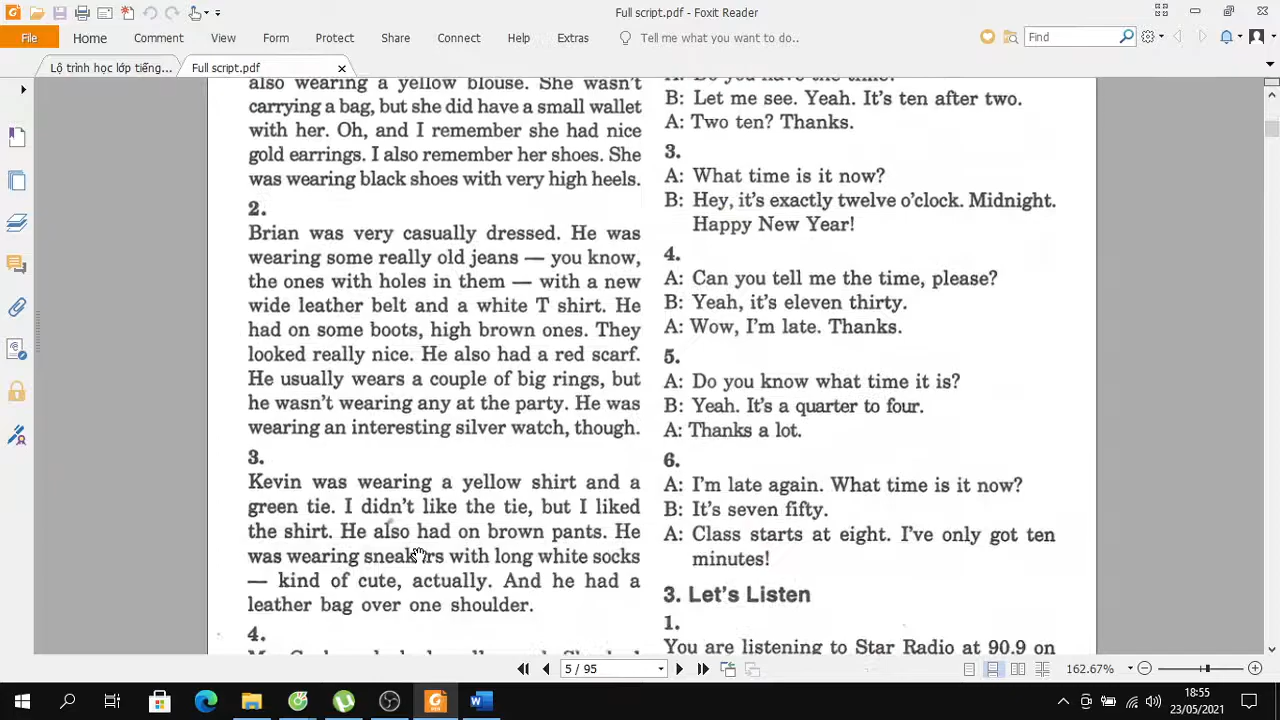 Full script.pdf - Foxit Reader
File
Home
Comment
View
Form
Protect
Share
Connect
Help
Extras
Tell me what you want to do..
Find
Lộ trình học lớp tiếng...
Full script.pdf
also wearing a yellow blouse. She wasn't
carrying a bag, but she did have a small wallet
with her. Oh, and I remember she had nice
gold earrings. I also remember her shoes. She
was wearing black shoes with very high heels.
2.
Brian was very casually dressed. He was
wearing some really old jeans — you know,
the ones with holes in them — with a new
wide leather belt and a white T shirt. He
had on some boots, high brown ones. They
looked really nice. He also had a red scarf.
He usually wears a couple of big rings, but
he wasn't wearing any at the party. He was
wearing an interesting silver watch, though.
3.
Kevin was wearing a yellow shirt and a
green tie. I didn't like the tie, but I liked
the shirt. He also had on brown pants. He
was wearing sneakers with long white socks
— kind of cute, actually. And he had a
leather bag over one shoulder.
4.
A: Do you have the time?
B: Let me see. Yeah. It's ten after two.
A: Two ten? Thanks.
3.
A: What time is it now?
B: Hey, it's exactly twelve o'clock. Midnight.
Happy New Year!
4.
A: Can you tell me the time, please?
B: Yeah, it's eleven thirty.
A: Wow, I'm late. Thanks.
5.
A: Do you know what time it is?
B: Yeah. It's a quarter to four.
A: Thanks a lot.
6.
A: I'm late again. What time is it now?
B: It's seven fifty.
A: Class starts at eight. I've only got ten
minutes!
3. Let's Listen
1.
You are listening to Star Radio at 90.9 on
5 / 95
162.67%
18:55
23/05/2021